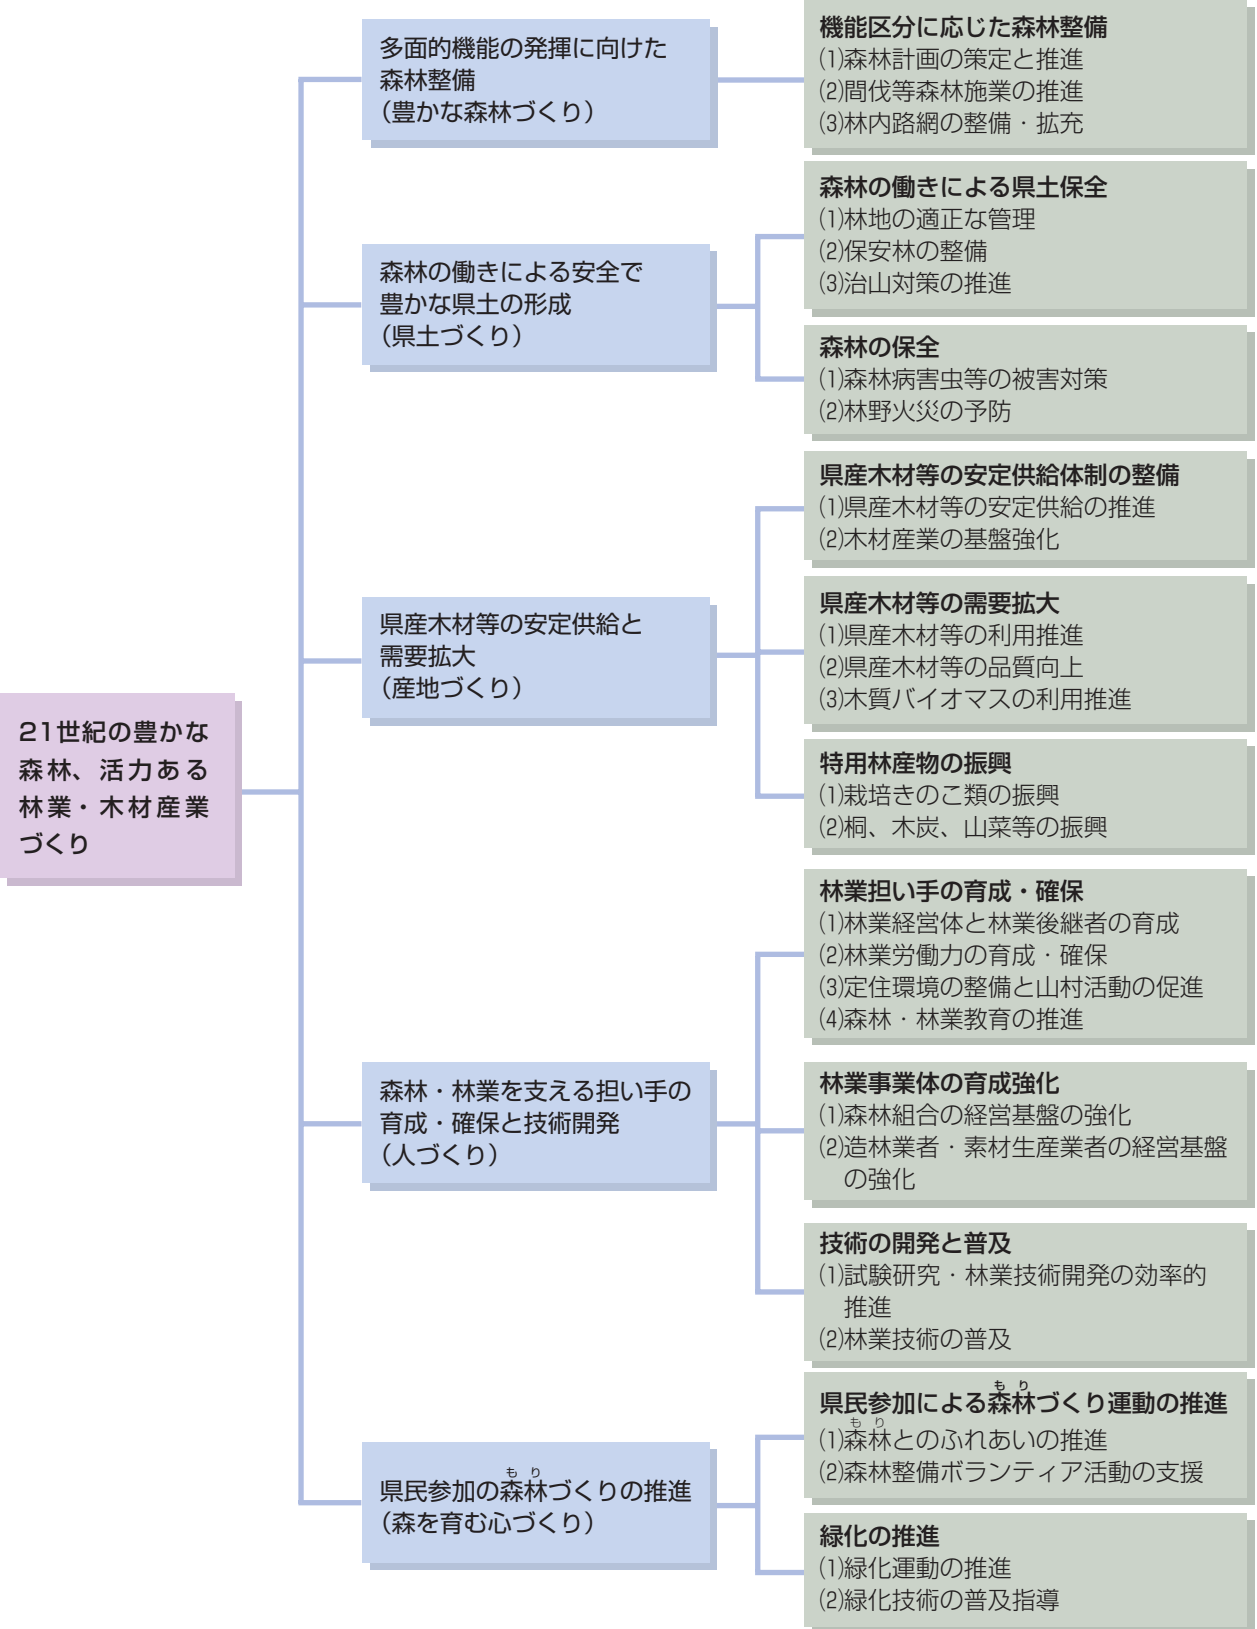 21世紀の豊かな
森林、活力ある
林業・木材産業
づくり
多面的機能の発揮に向けた
森林整備
（豊かな森林づくり）
機能区分に応じた森林整備
⑴森林計画の策定と推進
⑵間伐等森林施業の推進
⑶林内路網の整備・拡充
森林の働きによる安全で
豊かな県土の形成
（県土づくり）
森林の働きによる県土保全
⑴林地の適正な管理
⑵保安林の整備
⑶治山対策の推進
森林の保全
⑴森林病害虫等の被害対策
⑵林野火災の予防
県産木材等の安定供給と
需要拡大
（産地づくり）
県産木材等の安定供給体制の整備
⑴県産木材等の安定供給の推進
⑵木材産業の基盤強化
県産木材等の需要拡大
⑴県産木材等の利用推進
⑵県産木材等の品質向上
⑶木質バイオマスの利用推進
特用林産物の振興
⑴栽培きのこ類の振興
⑵桐、木炭、山菜等の振興
森林・林業を支える担い手の
育成・確保と技術開発
（人づくり）
林業担い手の育成・確保
⑴林業経営体と林業後継者の育成
⑵林業労働力の育成・確保
⑶定住環境の整備と山村活動の促進
⑷森林・林業教育の推進
林業事業体の育成強化
⑴森林組合の経営基盤の強化
⑵造林業者・素材生産業者の経営基盤
の強化
技術の開発と普及
⑴試験研究・林業技術開発の効率的
推進
⑵林業技術の普及
もり
県民参加の森林づくりの推進
（森を育む心づくり）
もり
県民参加による森林づくり運動の推進
もり
⑴森林とのふれあいの推進
⑵森林整備ボランティア活動の支援
緑化の推進
⑴緑化運動の推進
⑵緑化技術の普及指導